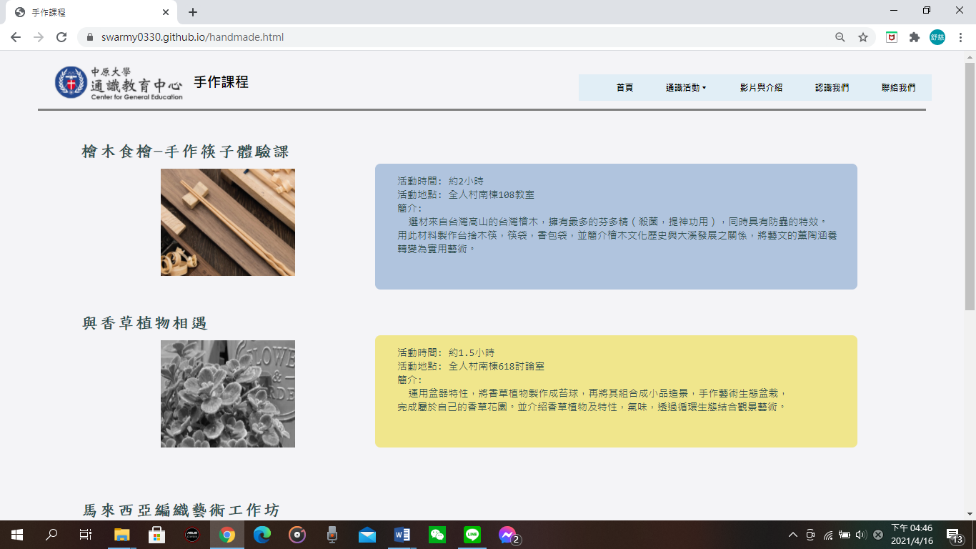 手作課程
swarmy0330.github.io/handmade.html
舒慈
中原大學
通識教育中心
Center for General Education
手作課程
首頁 通識活動 影片與介紹 認識我們 聯絡我們
檜木食檜-手作筷子體驗課
活動時間: 約2小時
活動地點: 全人村南棟108教室
簡介:
選材來自台灣高山的台灣檜木，擁有最多的芬多精（殺菌，提神功用），同時具有防蟲的特效。
用此材料製作台檜木筷，筷袋，書包袋，並簡介檜木文化歷史與大溪發展之關係，將藝文的薰陶涵養
轉變為實用藝術。
與香草植物相遇
活動時間: 約1.5小時
活動地點: 全人村南棟618討論室
簡介:
運用盆器特性，將香草植物製作成苔球，再將其組合成小品造景，手作藝術生態盆栽，
完成屬於自己的香草花園。並介紹香草植物及特性，氣味，透過循環生態結合觀景藝術。
馬來西亞編織藝術工作坊
下午 04:46
2021/4/16
2
13